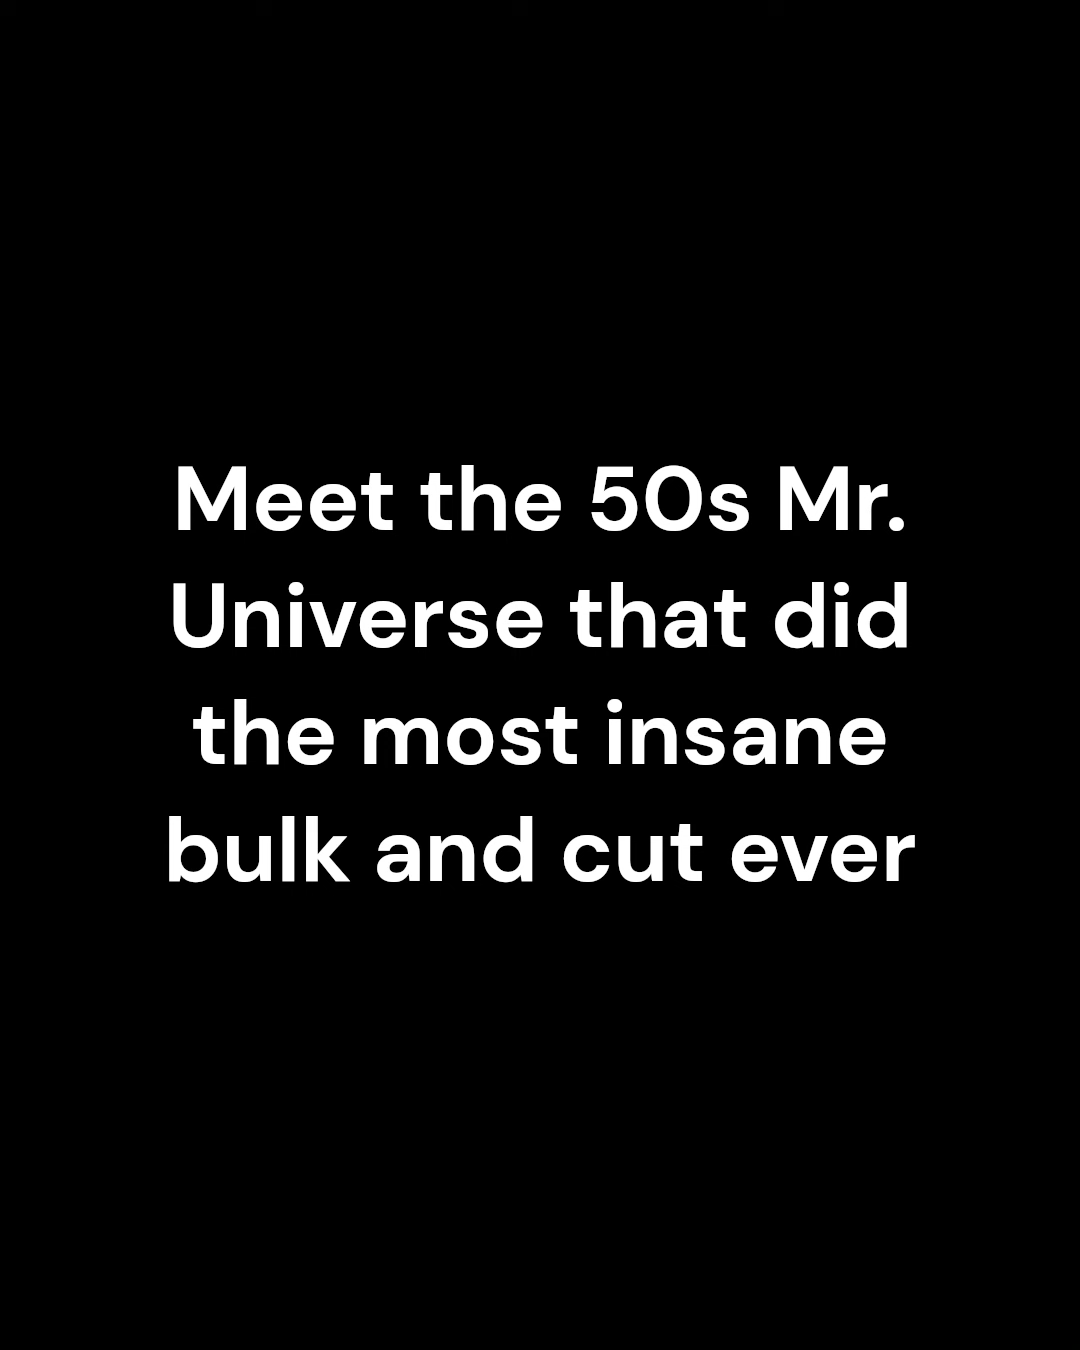 Meet the 50s Mr.
Universe that did
the most insane
bulk and cut ever